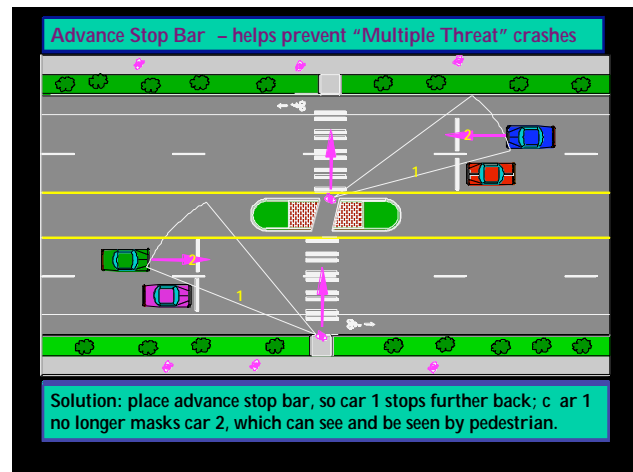 Advance Stop Bar – helps prevent “Multiple Threat” crashes
2
1
2
1
Solution: place advance stop bar, so car 1 stops further back; c ar 1
no longer masks car 2, which can see and be seen by pedestrian.